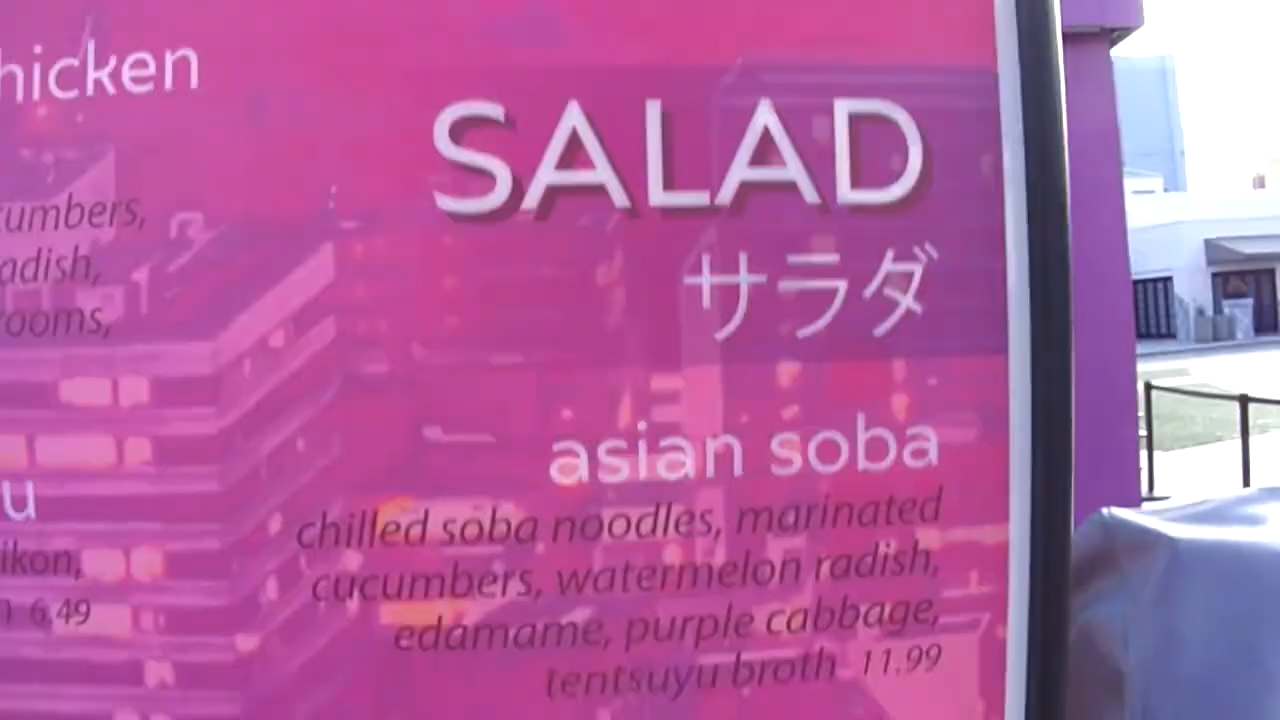 hicken
umbers,
adish,
ooms,
u
ikon,
6.49
SALAD
サラダ
asian soba
chilled soba noodles, marinated
cucumbers, watermelon radish,
edamame, purple cabbage,
tentsuyu broth 11.99